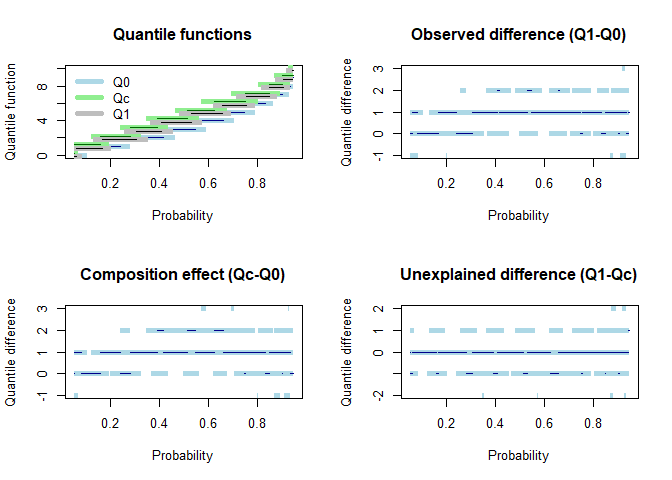 Quantile functions
Quantile function
0
4
8
Q0
Qc
Q1
0.2 0.4 0.6 0.8
Probability
Observed difference (Q1-Q0)
Quantile difference
-1 0 1 2 3
0.2 0.4 0.6 0.8
Probability
Composition effect (Qc-Q0)
Quantile difference
-1 0 1 2 3
0.2 0.4 0.6 0.8
Probability
Unexplained difference (Q1-Qc)
Quantile difference
-2 0 1 2
0.2 0.4 0.6 0.8
Probability